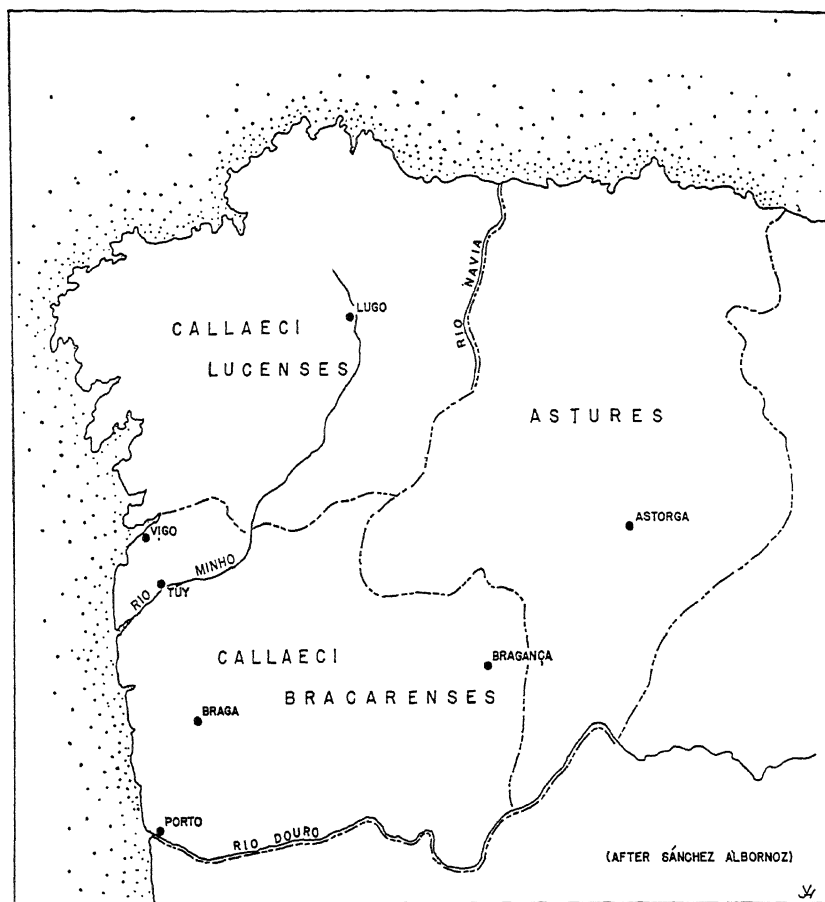 RIO NAVIA
LUGO
CALLAECI
LUCENSES
ASTURES
ASTORGA
VIGO
RIO MINHO
TUY
CALLAECI
BRACARENSES
BRAGANÇA
BRAGA
PORTO
RIO DOURO
(AFTER SÁNCHEZ ALBORNOZ)